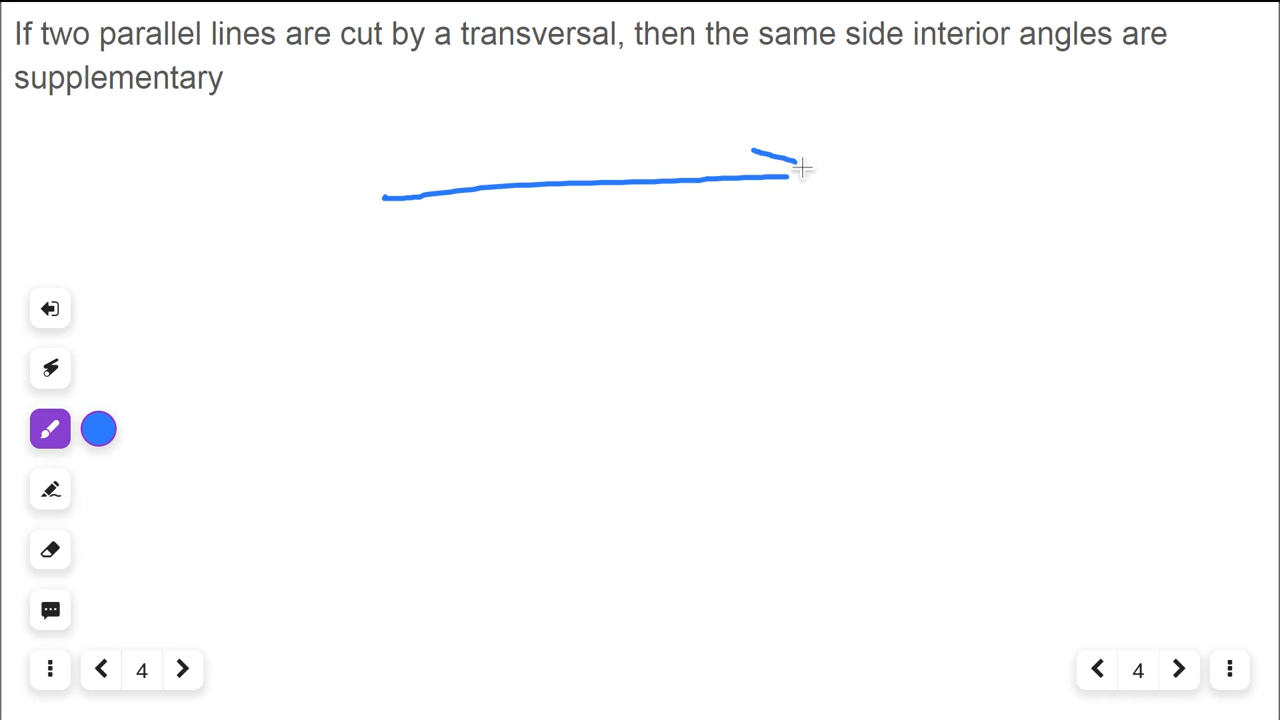 If two parallel lines are cut by a transversal, then the same side interior angles are
supplementary
4
4